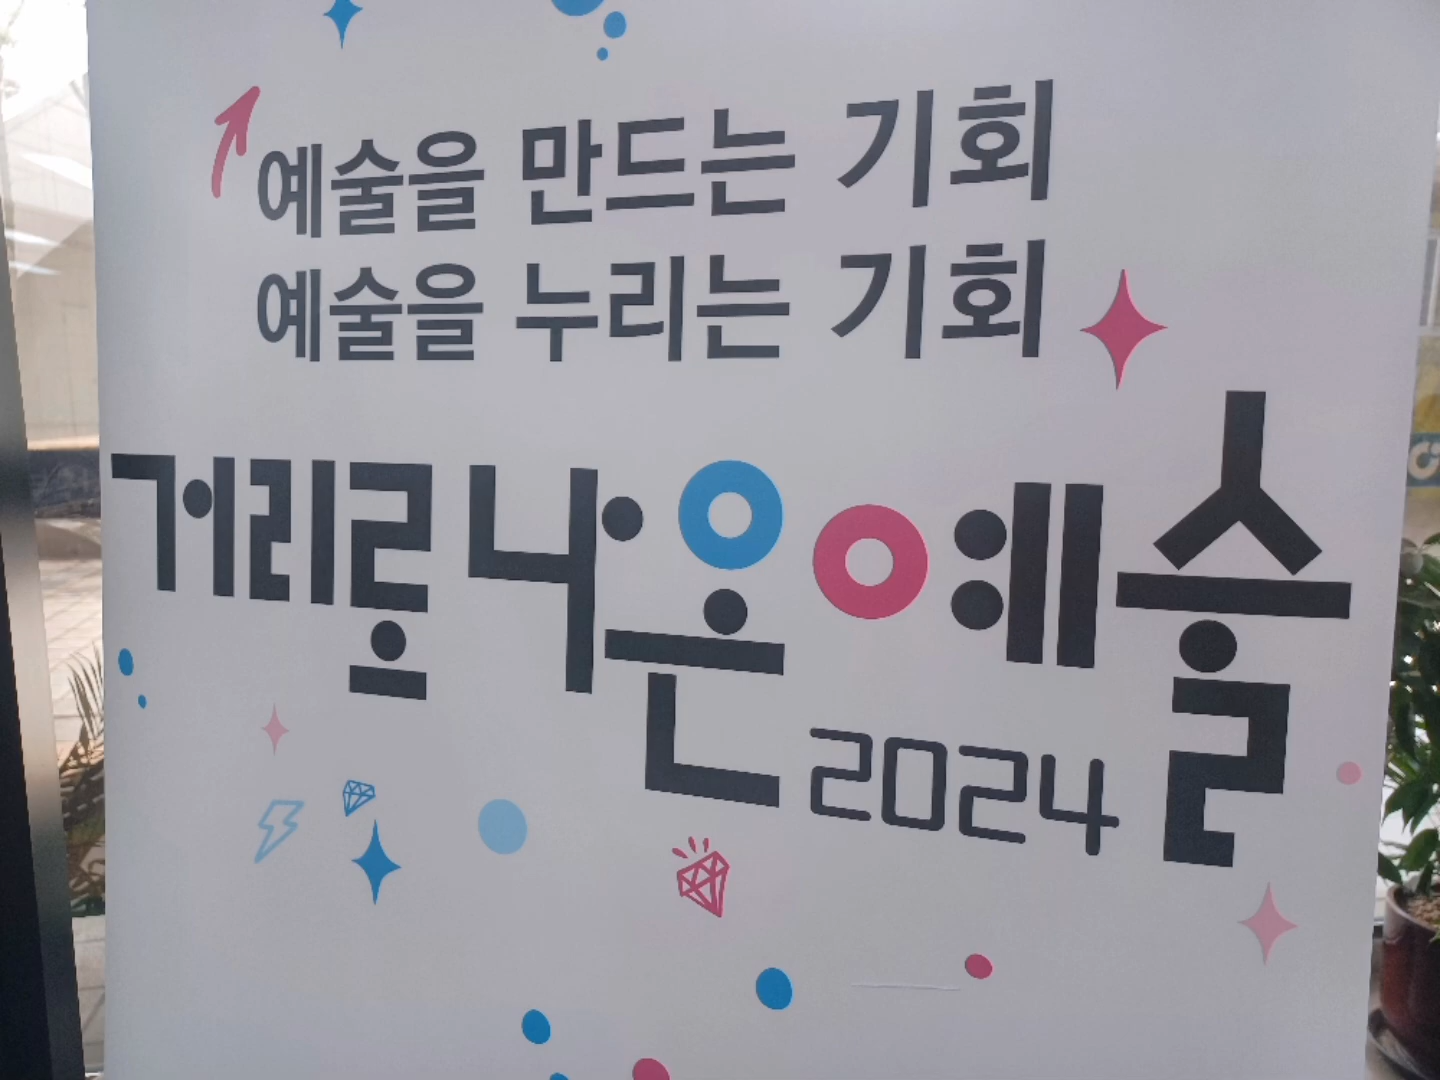 예술을 만드는 기회
예술을 누리는 기회
거리로 나온 예술
2024